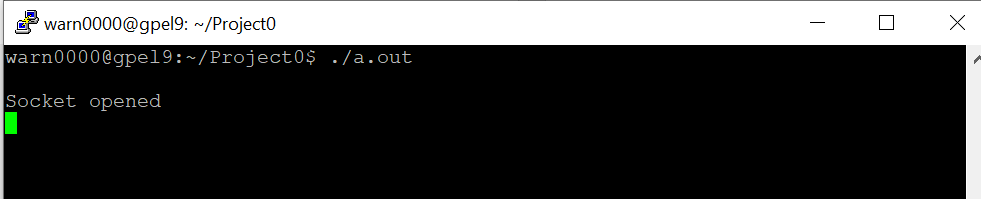 warn0000@gpel9: ~/Project0
warn0000@gpel9:~/Project0$ ./a.out
Socket opened